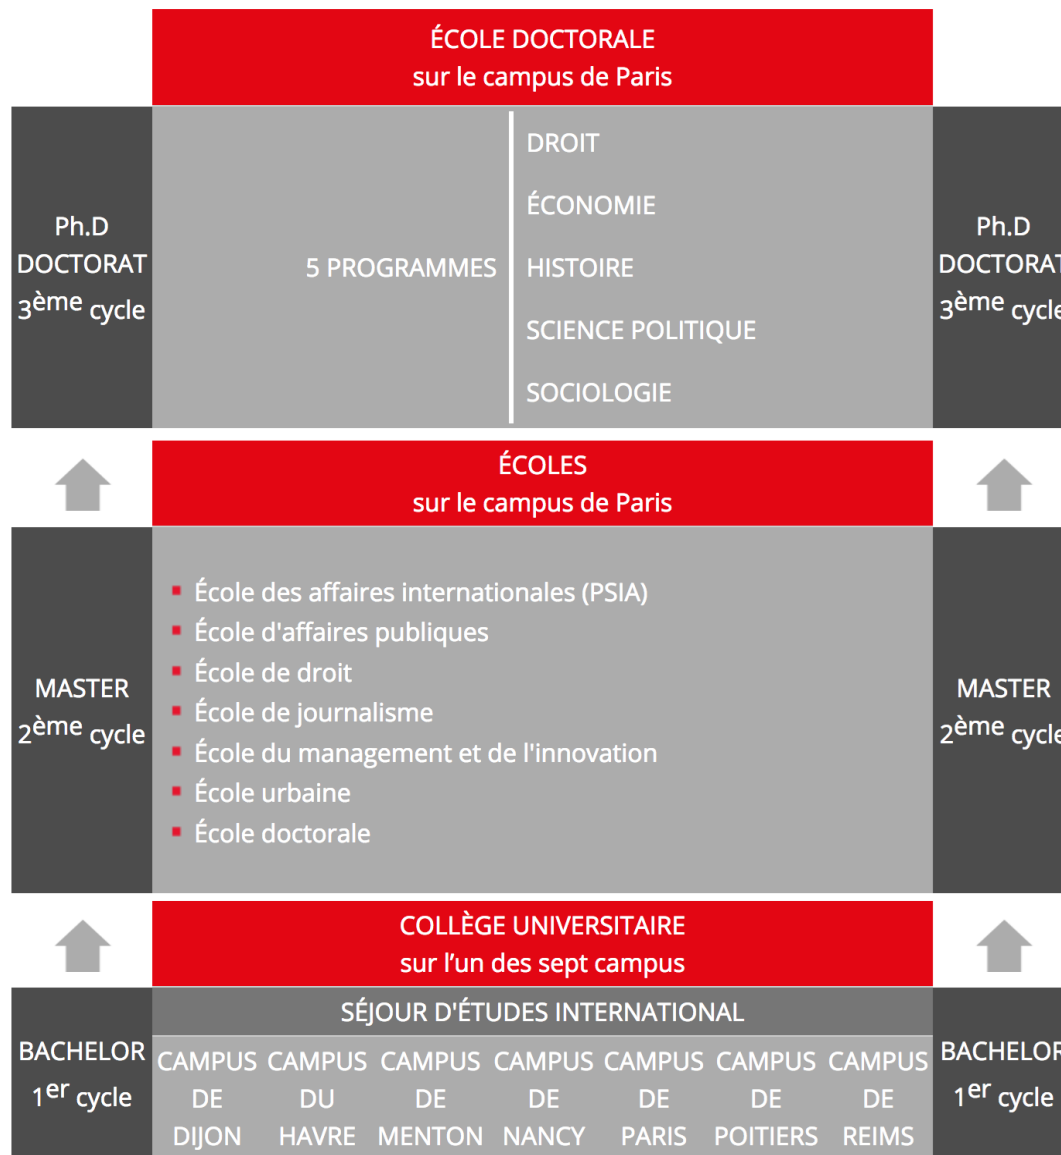 ÉCOLE DOCTORALE
sur le campus de Paris
Ph.D
DOCTORAT
3ème cycle
5 PROGRAMMES
DROIT
ÉCONOMIE
HISTOIRE
SCIENCE POLITIQUE
SOCIOLOGIE
Ph.D
DOCTORAT
3ème cycle
ÉCOLES
sur le campus de Paris
MASTER
2ème cycle
École des affaires internationales (PSIA)
École d'affaires publiques
École de droit
École de journalisme
École du management et de l'innovation
École urbaine
École doctorale
MASTER
2ème cycle
COLLÈGE UNIVERSITAIRE
sur l’un des sept campus
BACHELOR
1er cycle
SÉJOUR D'ÉTUDES INTERNATIONAL
CAMPUS DE DIJON
CAMPUS DU HAVRE
CAMPUS DE MENTON
CAMPUS DE NANCY
CAMPUS DE PARIS
CAMPUS DE POITIERS
CAMPUS DE REIMS
BACHELOR
1er cycle